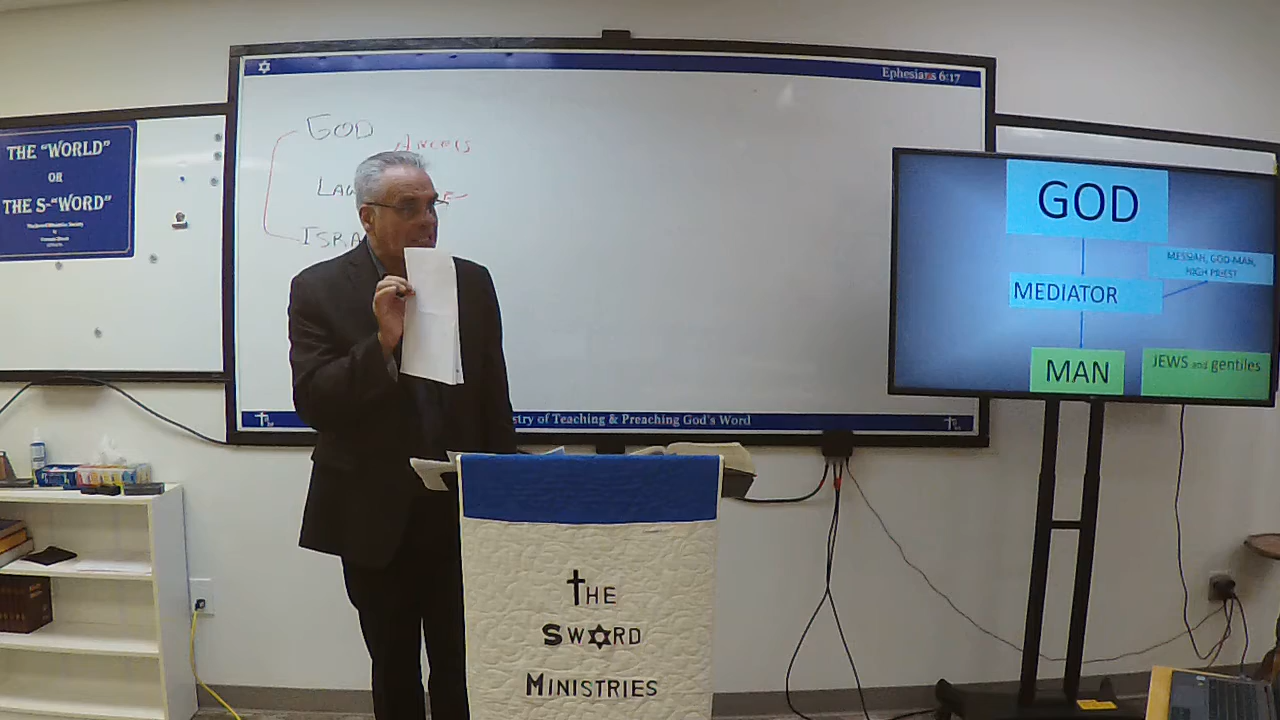 THE "WORLD"
OR
THE S-"WORD"
Ephesians 6:17
GOD
ANGELS
ISRA
stry of Teaching & Preaching God's Word
GOD
MESSIAH, GOD-MAN,
HIGH PRIEST
MEDIATOR
MAN
JEWS and gentiles
THE
SWORD
MINISTRIES